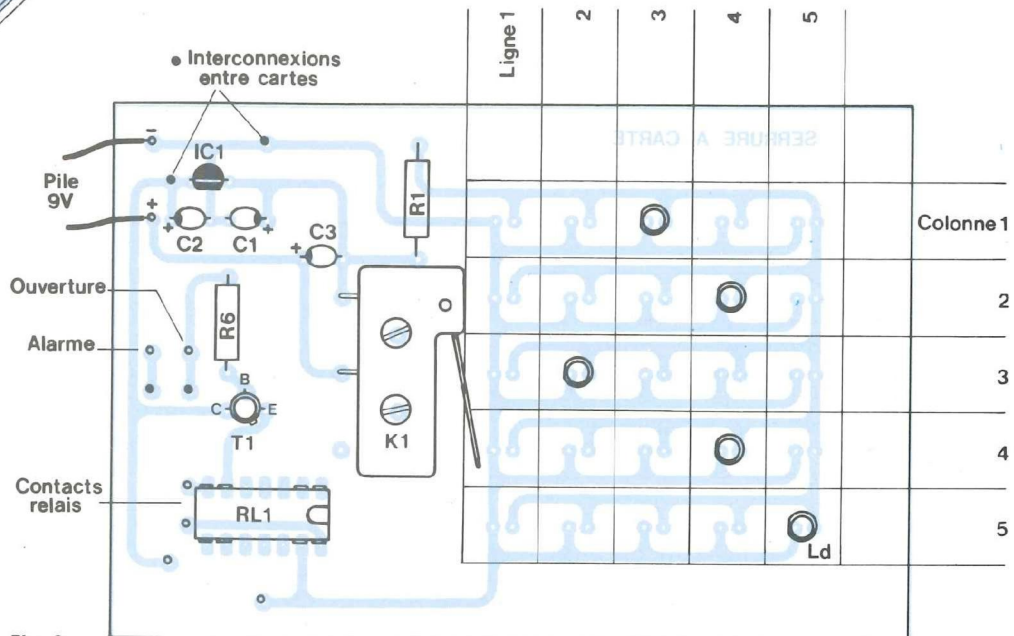 Ligne 1
2
3
4
5
Interconnexions
entre cartes
SERRURE A CARTE
IC1
Pile
9V
-
+
C2
C1
+
+
R1
C3
+
Colonne 1
Ouverture
R6
2
Alarme
B
C
E
T1
K1
3
4
Contacts
relais
RL1
5
Ld